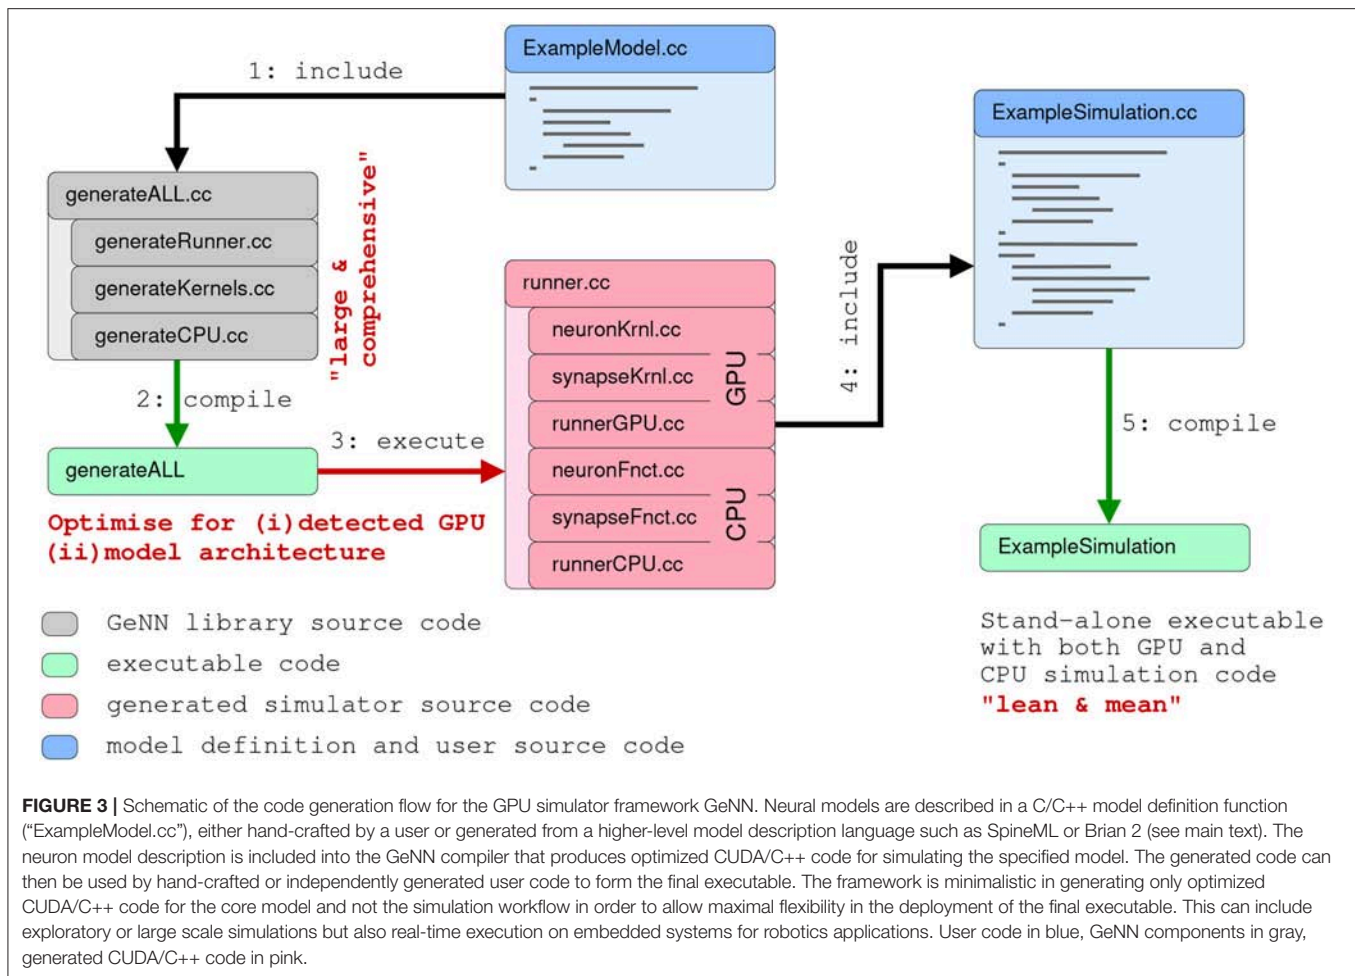 ExampleModel.cc
1: include
ExampleSimulation.cc
generateALL.cc
generateRunner.cc
generateKernels.cc
generateCPU.cc
"large &
comprehensive"
2: compile
generateALL
3: execute
Optimise for (i)detected GPU
(ii)model architecture
runner.cc
neuronKrnl.cc
synapseKrnl.cc
runnerGPU.cc
GPU
neuronFnct.cc
synapseFnct.cc
runnerCPU.cc
CPU
4: include
5: compile
ExampleSimulation
Stand-alone executable
with both GPU and
CPU simulation code
"lean & mean"
GeNN library source code
executable code
generated simulator source code
model definition and user source code
FIGURE 3 | Schematic of the code generation flow for the GPU simulator framework GeNN. Neural models are described in a C/C++ model definition function
(“ExampleModel.cc”), either hand-crafted by a user or generated from a higher-level model description language such as SpineML or Brian 2 (see main text). The
neuron model description is included into the GeNN compiler that produces optimized CUDA/C++ code for simulating the specified model. The generated code can
then be used by hand-crafted or independently generated user code to form the final executable. The framework is minimalistic in generating only optimized
CUDA/C++ code for the core model and not the simulation workflow in order to allow maximal flexibility in the deployment of the final executable. This can include
exploratory or large scale simulations but also real-time execution on embedded systems for robotics applications. User code in blue, GeNN components in gray,
generated CUDA/C++ code in pink.